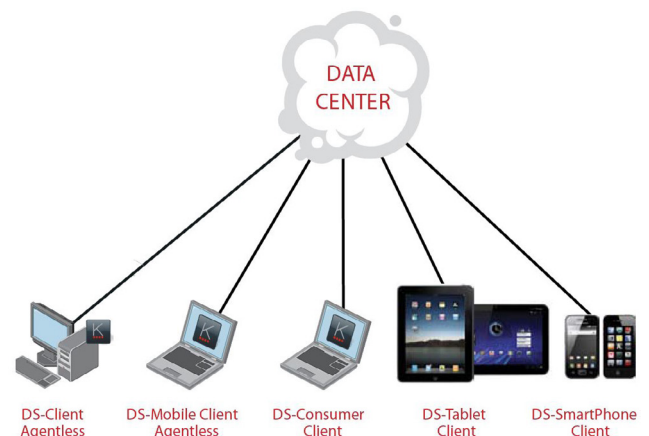 DATA
CENTER
K
K
K
DS-Client
Agentless
DS-Mobile Client
Agentless
DS-Consumer
Client
DS-Tablet
Client
DS-SmartPhone
Client